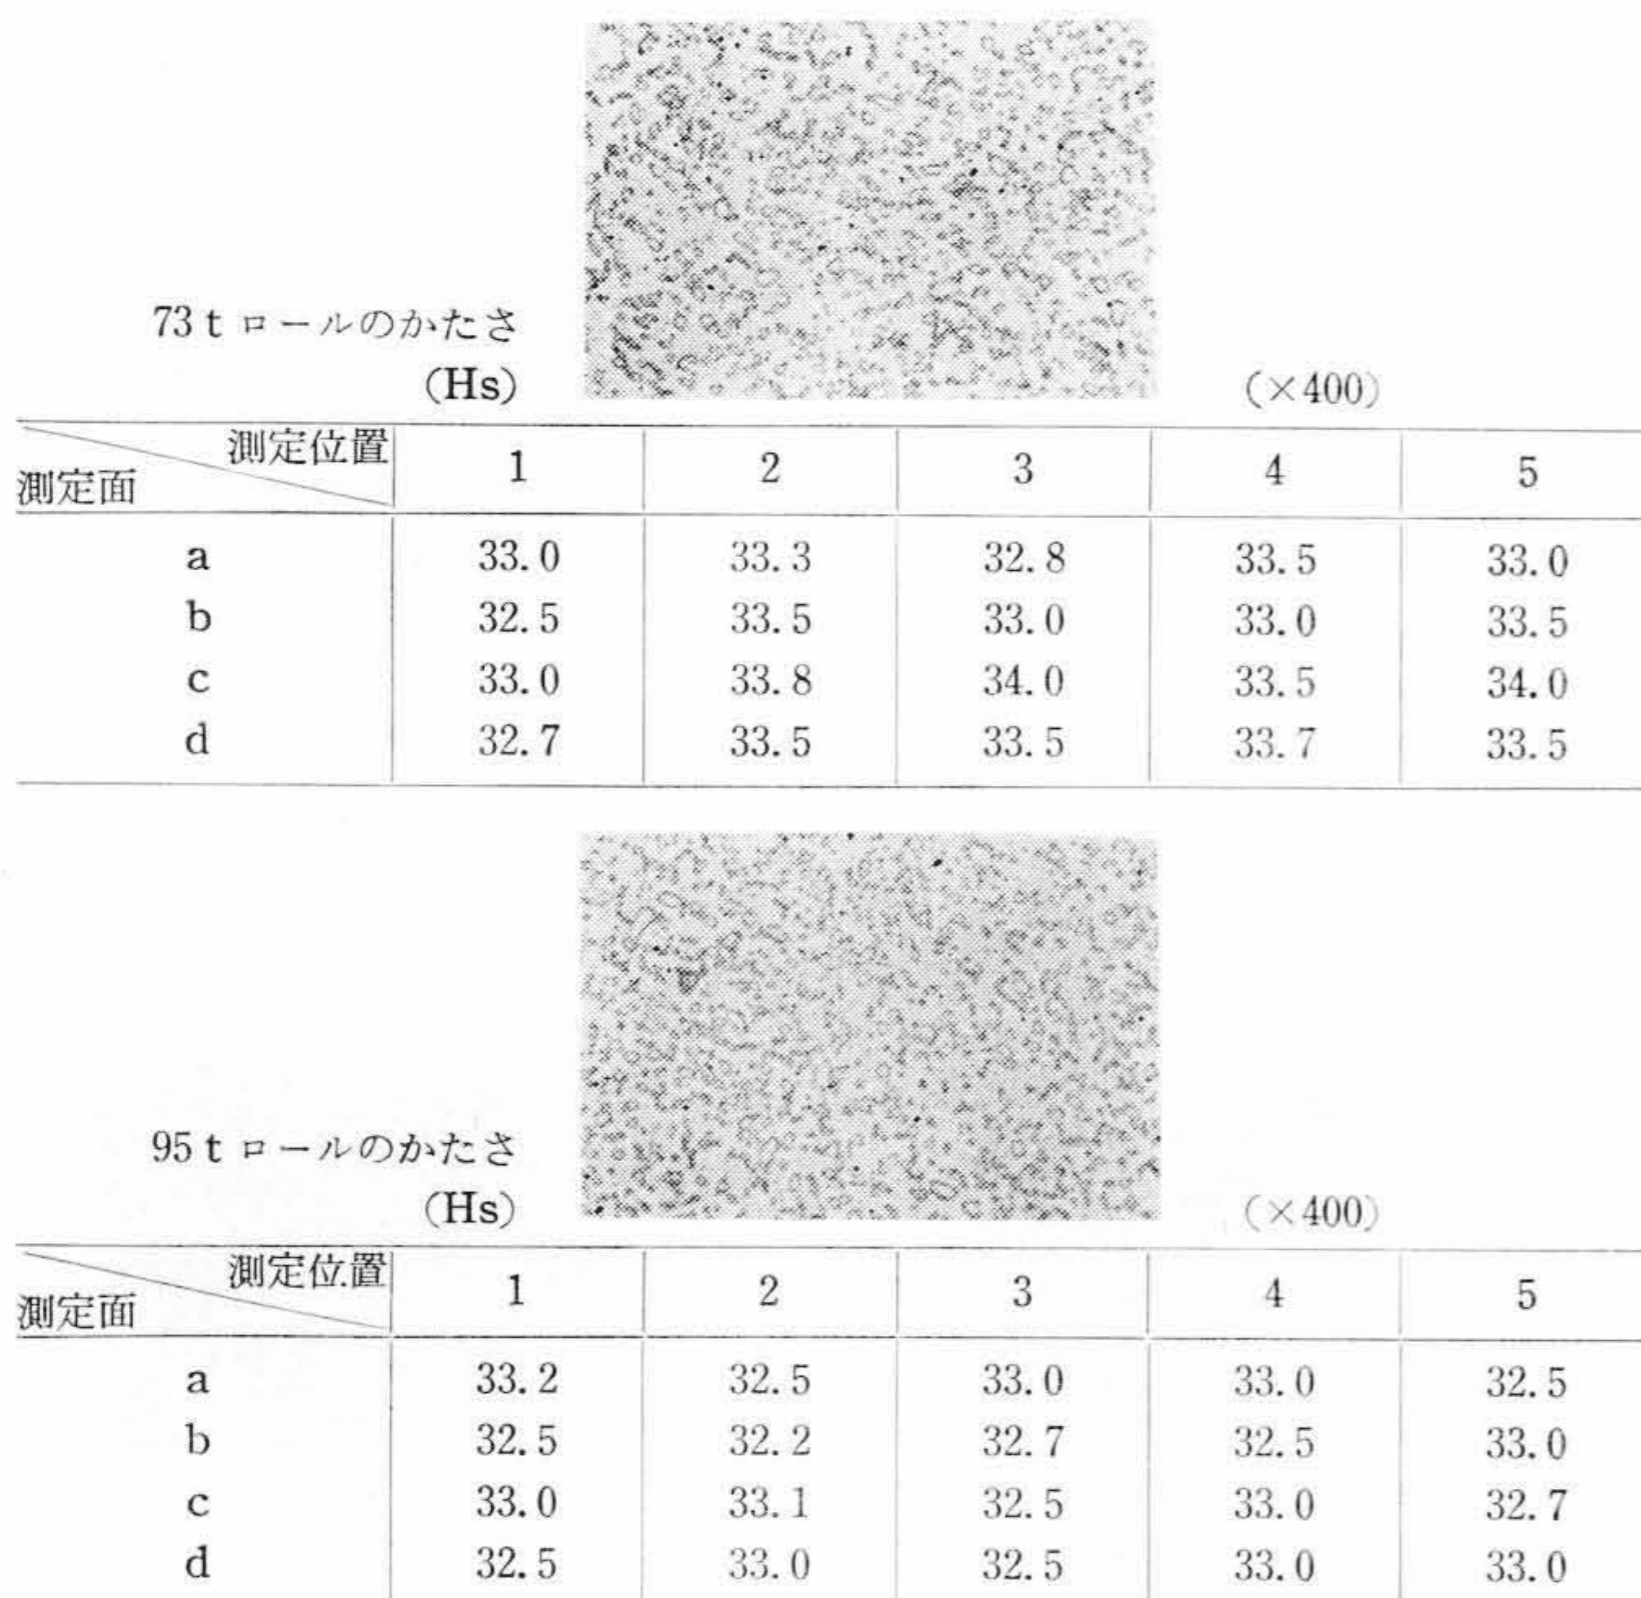 73 t ロールのかたさ
(Hs)
(×400)
測定位置 1 2 3 4 5
測定面
a 33.0 33.3 32.8 33.5 33.0
b 32.5 33.5 33.0 33.0 33.5
c 33.0 33.8 34.0 33.5 34.0
d 32.7 33.5 33.5 33.7 33.5
95 t ロールのかたさ
(Hs)
(×400)
測定位置 1 2 3 4 5
測定面
a 33.2 32.5 33.0 33.0 32.5
b 32.5 32.2 32.7 32.5 33.0
c 33.0 33.1 32.5 33.0 32.7
d 32.5 33.0 32.5 33.0 33.0